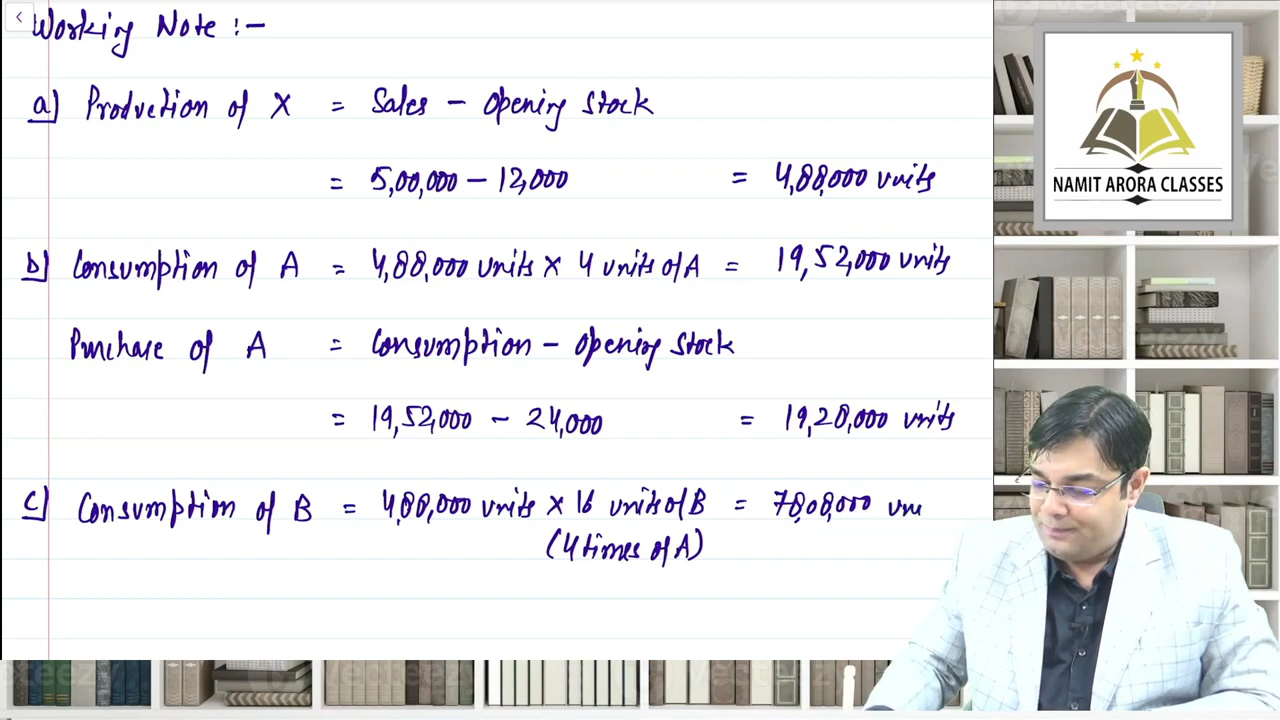 Working Note :-
a] Production of X = Sales - Opening Stock
= 5,00,000 - 12,000 = 4,88,000 units
b] Consumption of A = 4,88,000 units × 4 units of A = 19,52,000 units
Purchase of A = Consumption - Opening Stock
= 19,52,000 - 24,000 = 19,28,000 units
c] Consumption of B = 4,88,000 units × 16 units of B = 78,08,000 un
(4 times of A)
NAMIT ARORA CLASSES